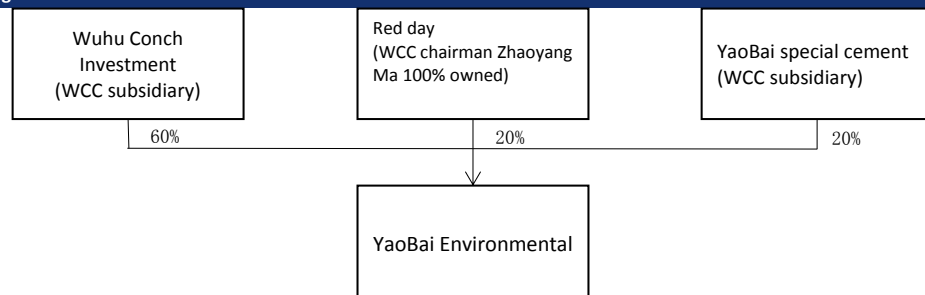 Wuhu Conch
Investment
(WCC subsidiary)
Red day
(WCC chairman Zhaoyang
Ma 100% owned)
YaoBai special cement
(WCC subsidiary)
60%
20%
20%
YaoBai Environmental